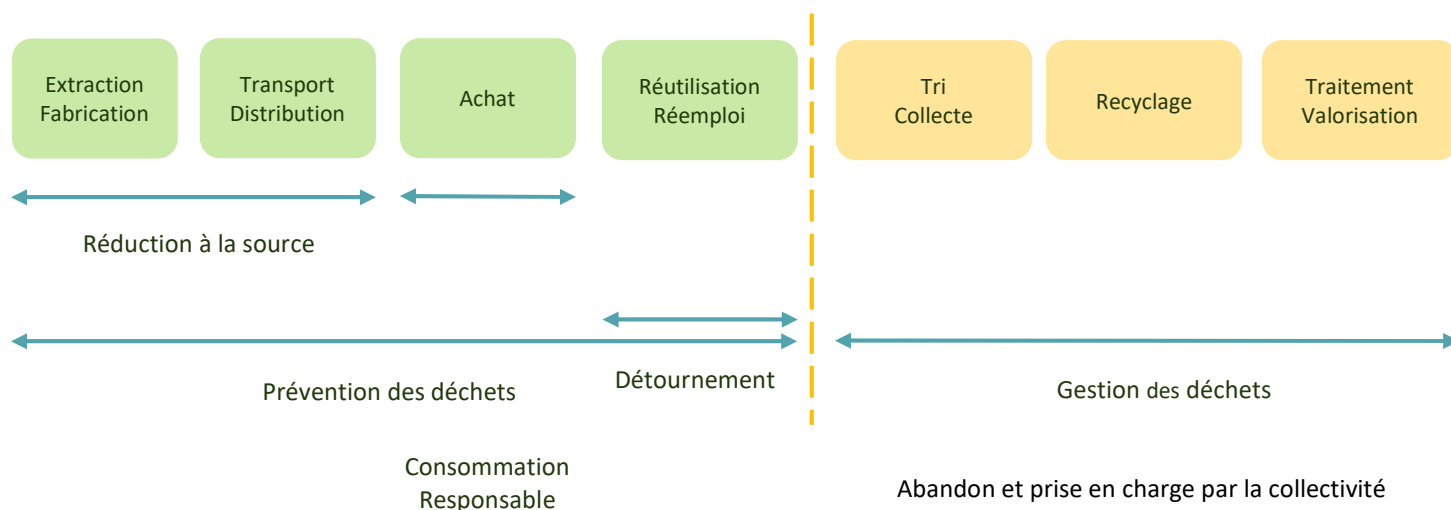 Extraction
Fabrication
Transport
Distribution
Achat
Réutilisation
Réemploi
Tri
Collecte
Recyclage
Traitement
Valorisation
Réduction à la source
Prévention des déchets
Détournement
Gestion des déchets
Consommation
Responsable
Abandon et prise en charge par la collectivité